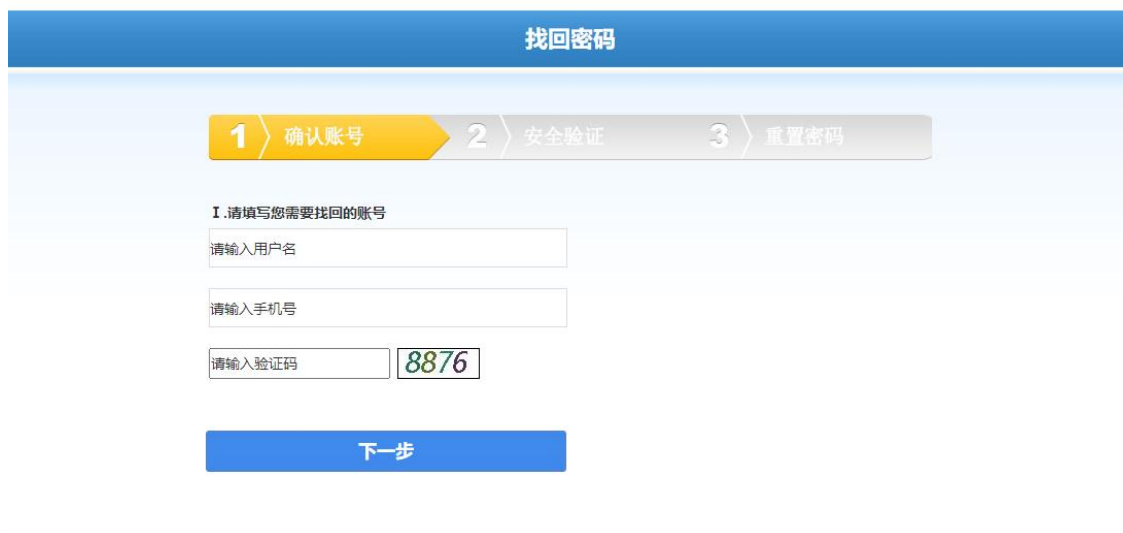 找回密码
1 确认账号 2 安全验证 3 重置密码
Ⅰ.请填写您需要找回的账号
请输入用户名
请输入手机号
请输入验证码 8876
下一步